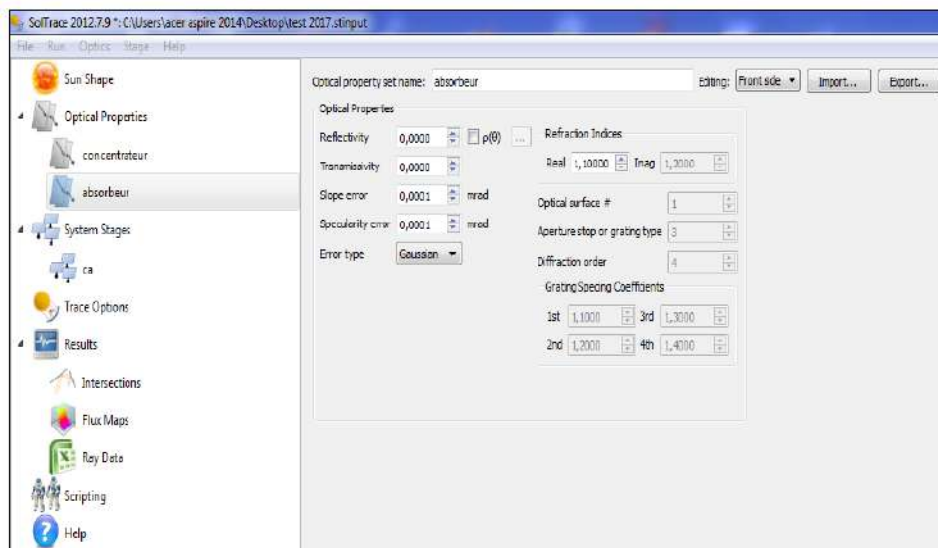 SolTrace 2012.7.9 *: C:\Users\acer aspire 2014\Desktop\test 2017.stinput
File Run Optics Stage Help
Sun Shape
Optical Properties
concentrateur
absorbeur
System Stages
ca
Trace Options
Results
Intersections
Flux Maps
Ray Data
Scripting
Help
Optical property set name: absorbeur Editing: Front side Import... Export...
Optical Properties
Reflectivity 0,0000 ρ(θ) ...
Transmissivity 0,0000
Slope error 0,0001 mrad
Specularity error 0,0001 mrad
Error type Gaussian
Refraction Indices
Real 1,10000 Imag 1,2000
Optical surface # 1
Aperture stop or grating type 3
Diffraction order 4
Grating Spacing Coefficients
1st 1,1000 3rd 1,3000
2nd 1,2000 4th 1,4000